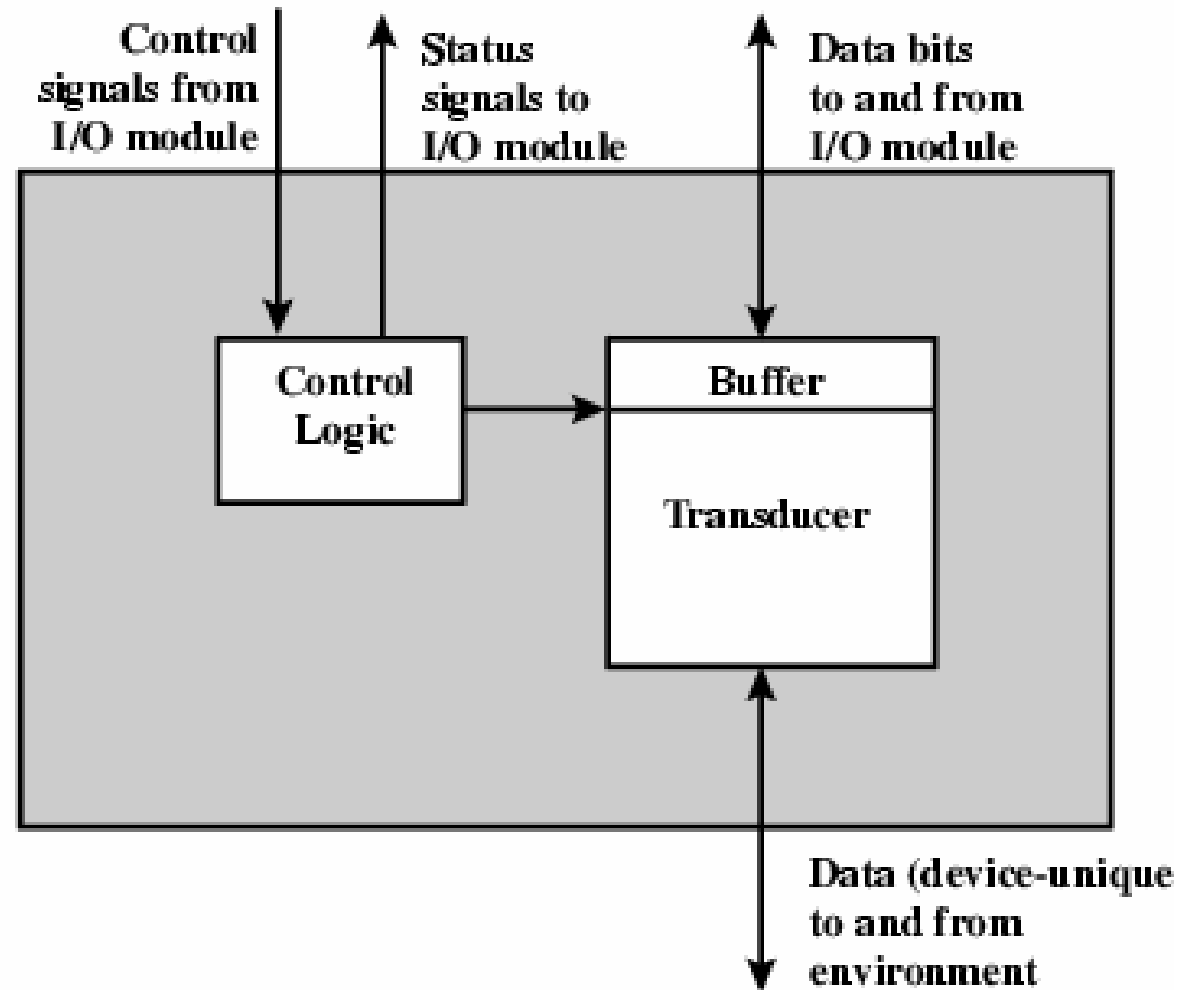 Control
signals from
I/O module
Status
signals to
I/O module
Data bits
to and from
I/O module
Control
Logic
Buffer
Transducer
Data (device-unique
to and from
environment